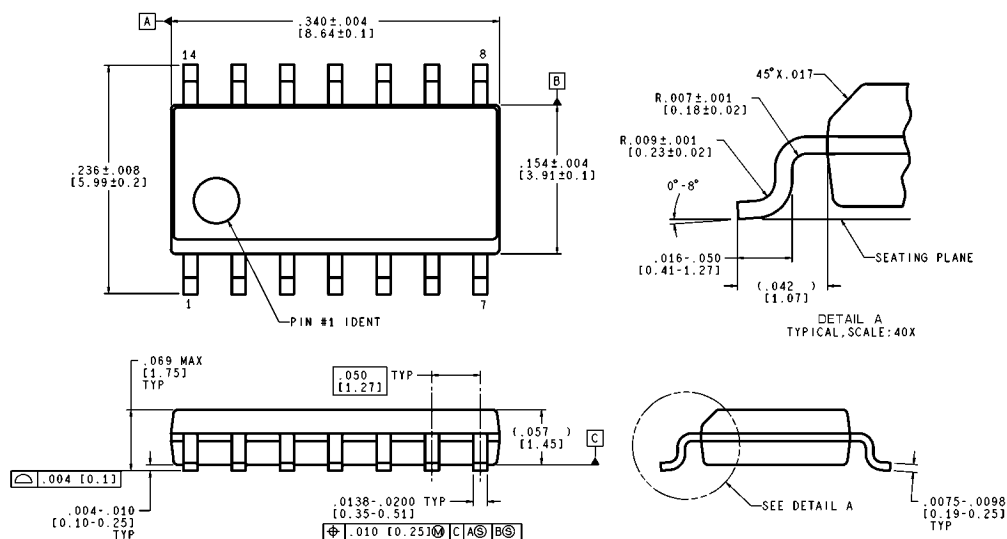 A
.340±.004
[8.64±0.1]
14
8
B
.236±.008
[5.99±0.2]
.154±.004
[3.91±0.1]
1
7
PIN #1 IDENT
45°X.017
R.007±.001
[0.18±0.02]
R.009±.001
[0.23±0.02]
0°-8°
SEATING PLANE
.016-.050
[0.41-1.27]
(.042)
[1.07]
DETAIL A
TYPICAL,SCALE:40X
.069 MAX
[1.75]
TYP
.050
[1.27]
TYP
(.057)
[1.45]
C
⌓ .004 [0.1]
.004-.010
[0.10-0.25]
TYP
.0138-.0200 TYP
[0.35-0.51]
⌖ .010 [0.25]Ⓜ C AⓈ BⓈ
SEE DETAIL A
.0075-.0098
[0.19-0.25]
TYP